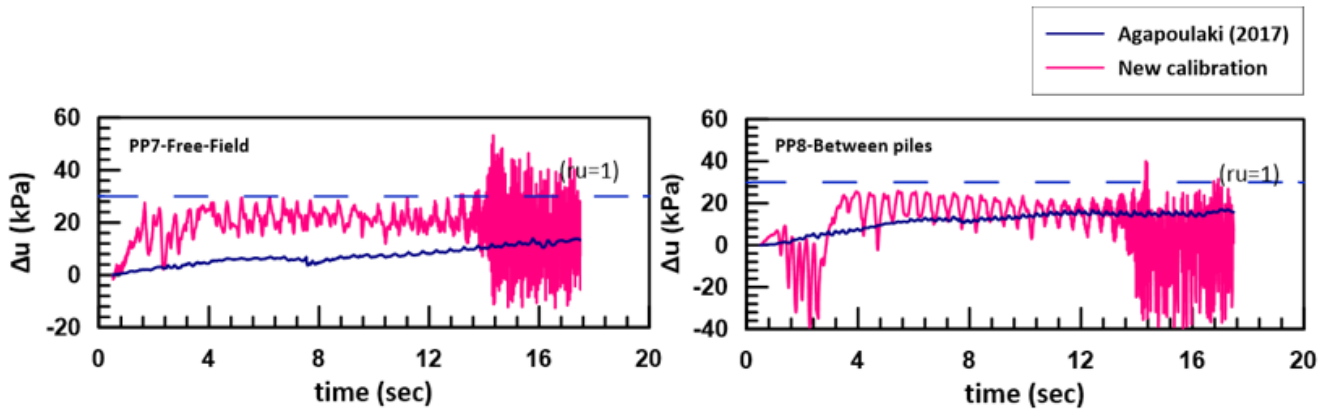 Agapoulaki (2017)
New calibration
60
40
20
0
-20
Δu (kPa)
PP7-Free-Field
(ru=1)
0 4 8 12 16 20
time (sec)
60
40
20
0
-20
-40
Δu (kPa)
PP8-Between piles
(ru=1)
0 4 8 12 16 20
time (sec)